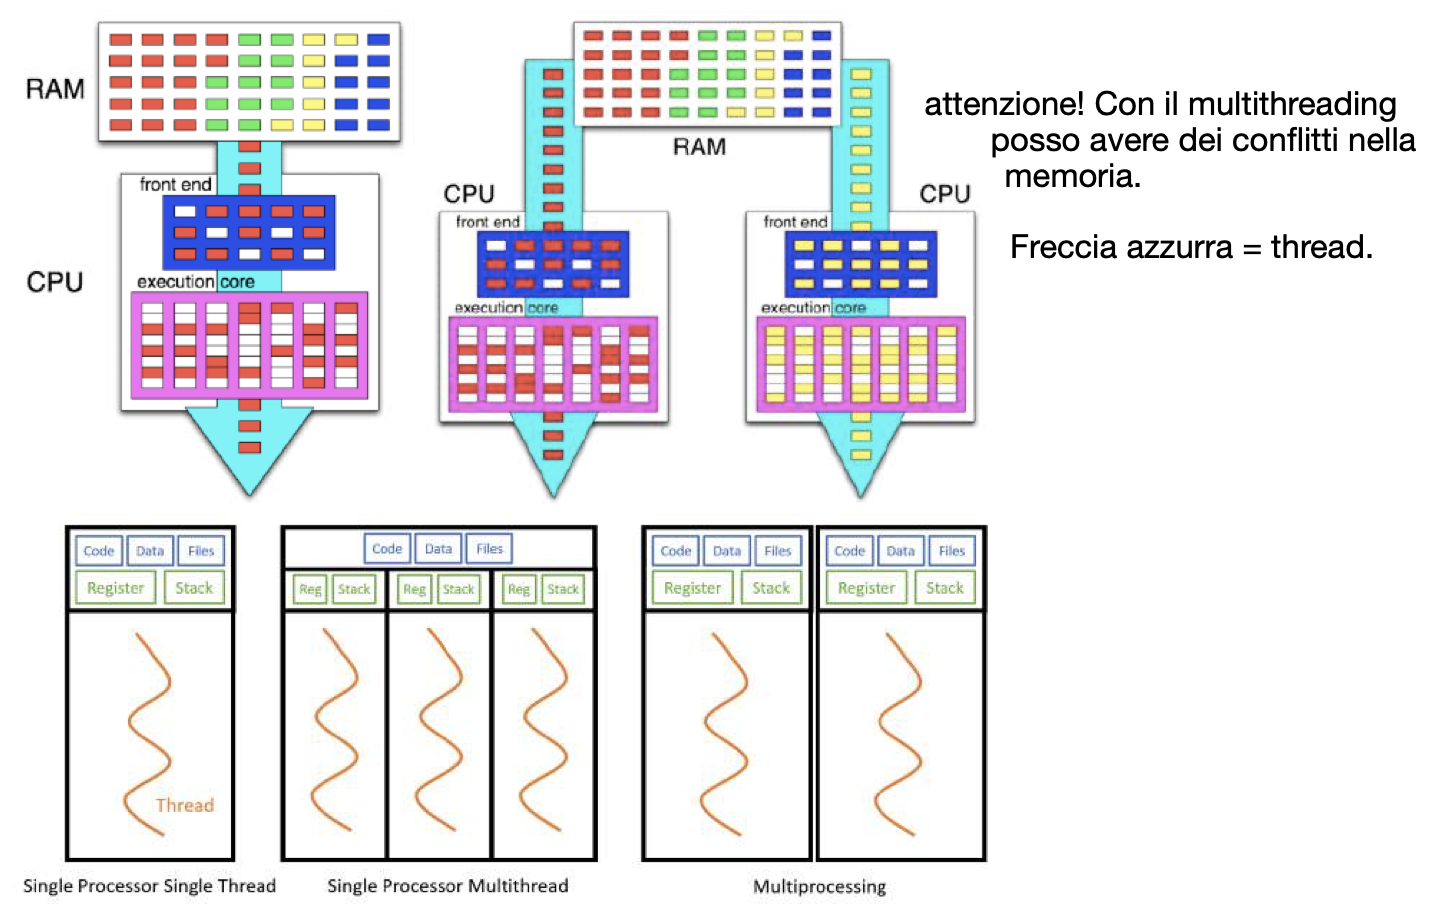 RAM
front end
CPU
execution core
RAM
CPU
front end
execution core
CPU
front end
execution core
attenzione! Con il multithreading
posso avere dei conflitti nella
memoria.
Freccia azzurra = thread.
Code Data Files
Register Stack
Thread
Single Processor Single Thread
Code Data Files
Reg Stack Reg Stack Reg Stack
Single Processor Multithread
Code Data Files Code Data Files
Register Stack Register Stack
Multiprocessing